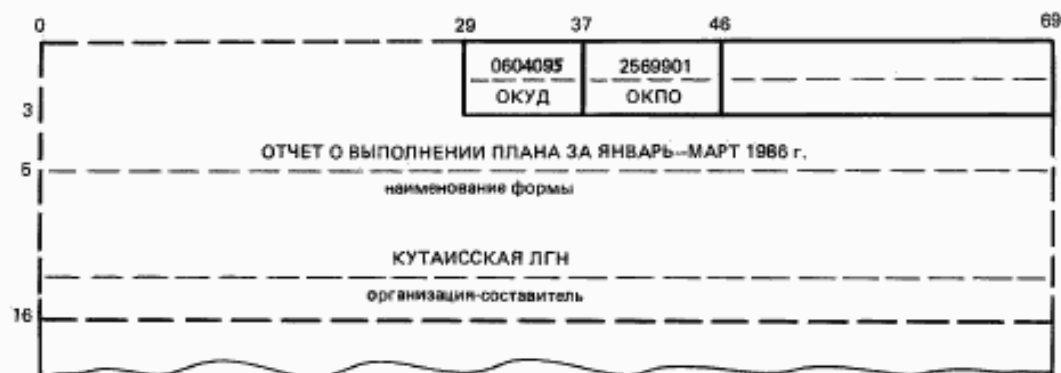 0 29 37 46 69
0604095 2569901
ОКУД ОКПО
3
ОТЧЕТ О ВЫПОЛНЕНИИ ПЛАНА ЗА ЯНВАРЬ—МАРТ 1986 г.
5
наименование формы
КУТАИССКАЯ ЛГН
организация-составитель
16